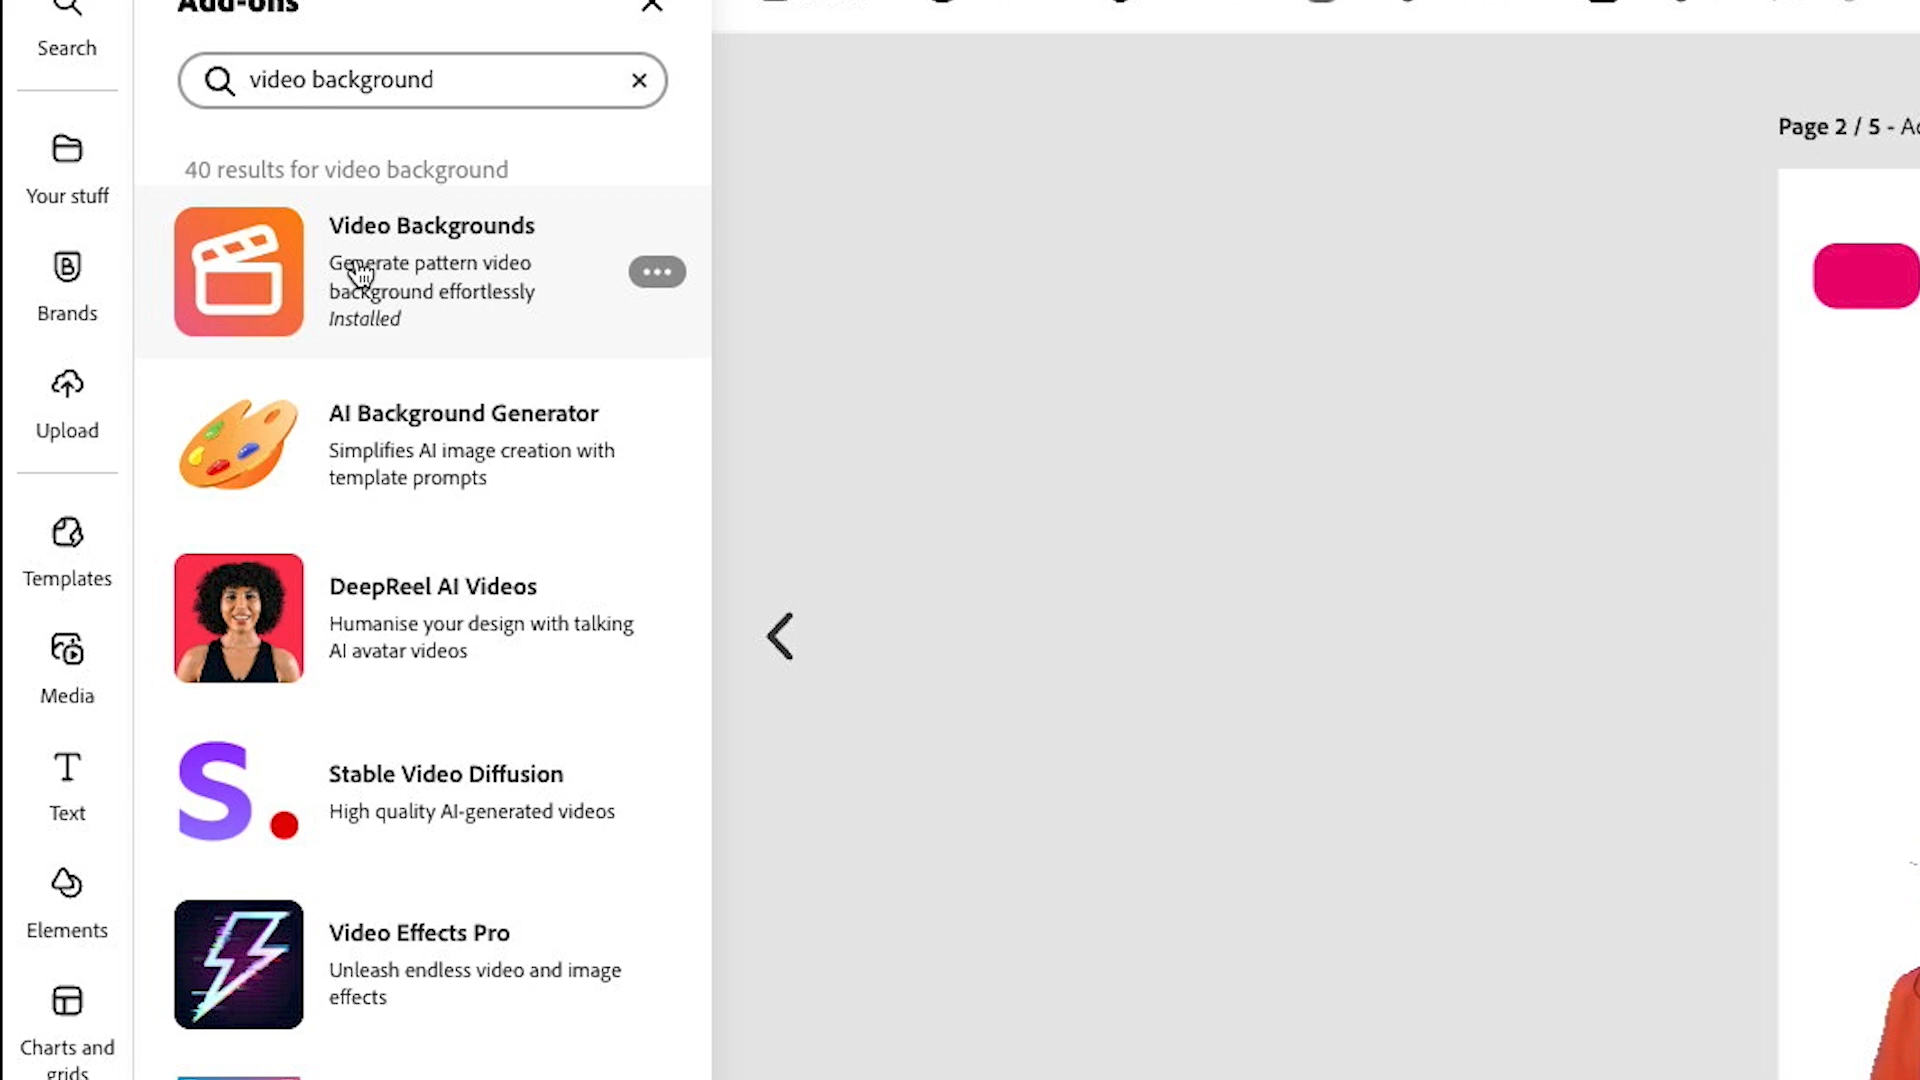 Add-ons
Search
video background
Page 2 / 5 -
40 results for video background
Your stuff
Video Backgrounds
Generate pattern video
background effortlessly
Installed
Brands
AI Background Generator
Upload
Simplifies AI image creation with
template prompts
Templates
DeepReel AI Videos
Humanise your design with talking
AI avatar videos
Media
Stable Video Diffusion
High quality AI-generated videos
Text
Video Effects Pro
Elements
Unleash endless video and image
effects
Charts and
grids